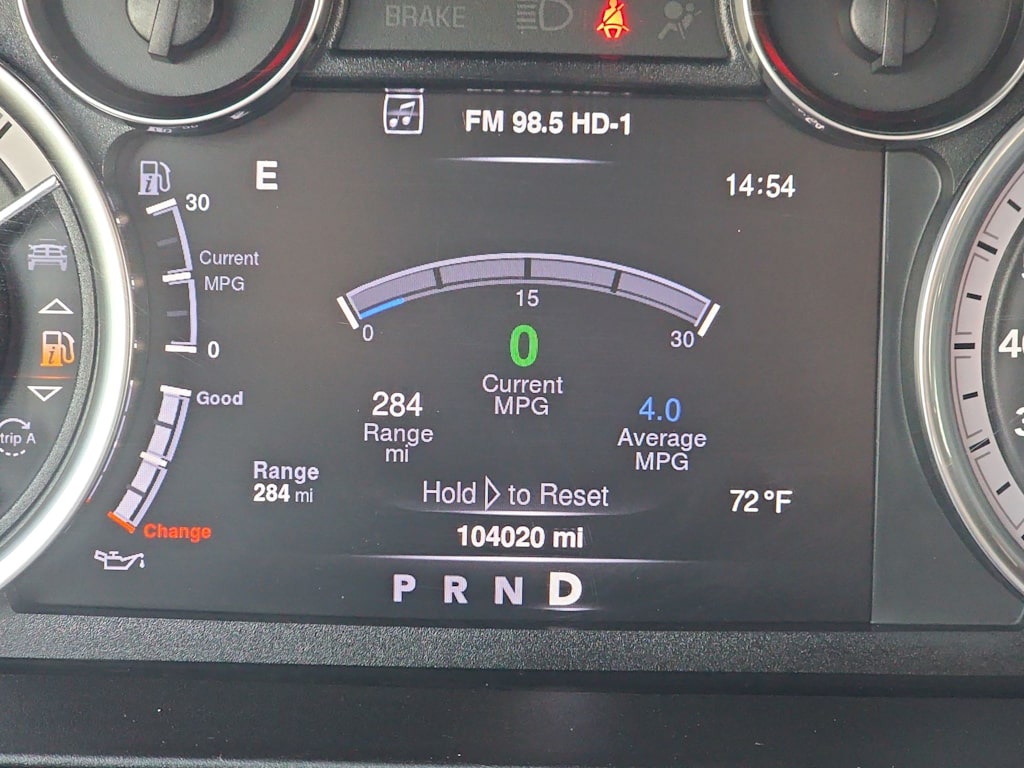 BRAKE
FM 98.5 HD-1
E
14:54
30
Current
MPG
0
0
15
30
0
Current
MPG
284
Range
mi
4.0
Average
MPG
Good
Change
Range
284 mi
Hold ▷ to Reset
72°F
104020 mi
P R N D
trip A
i
i